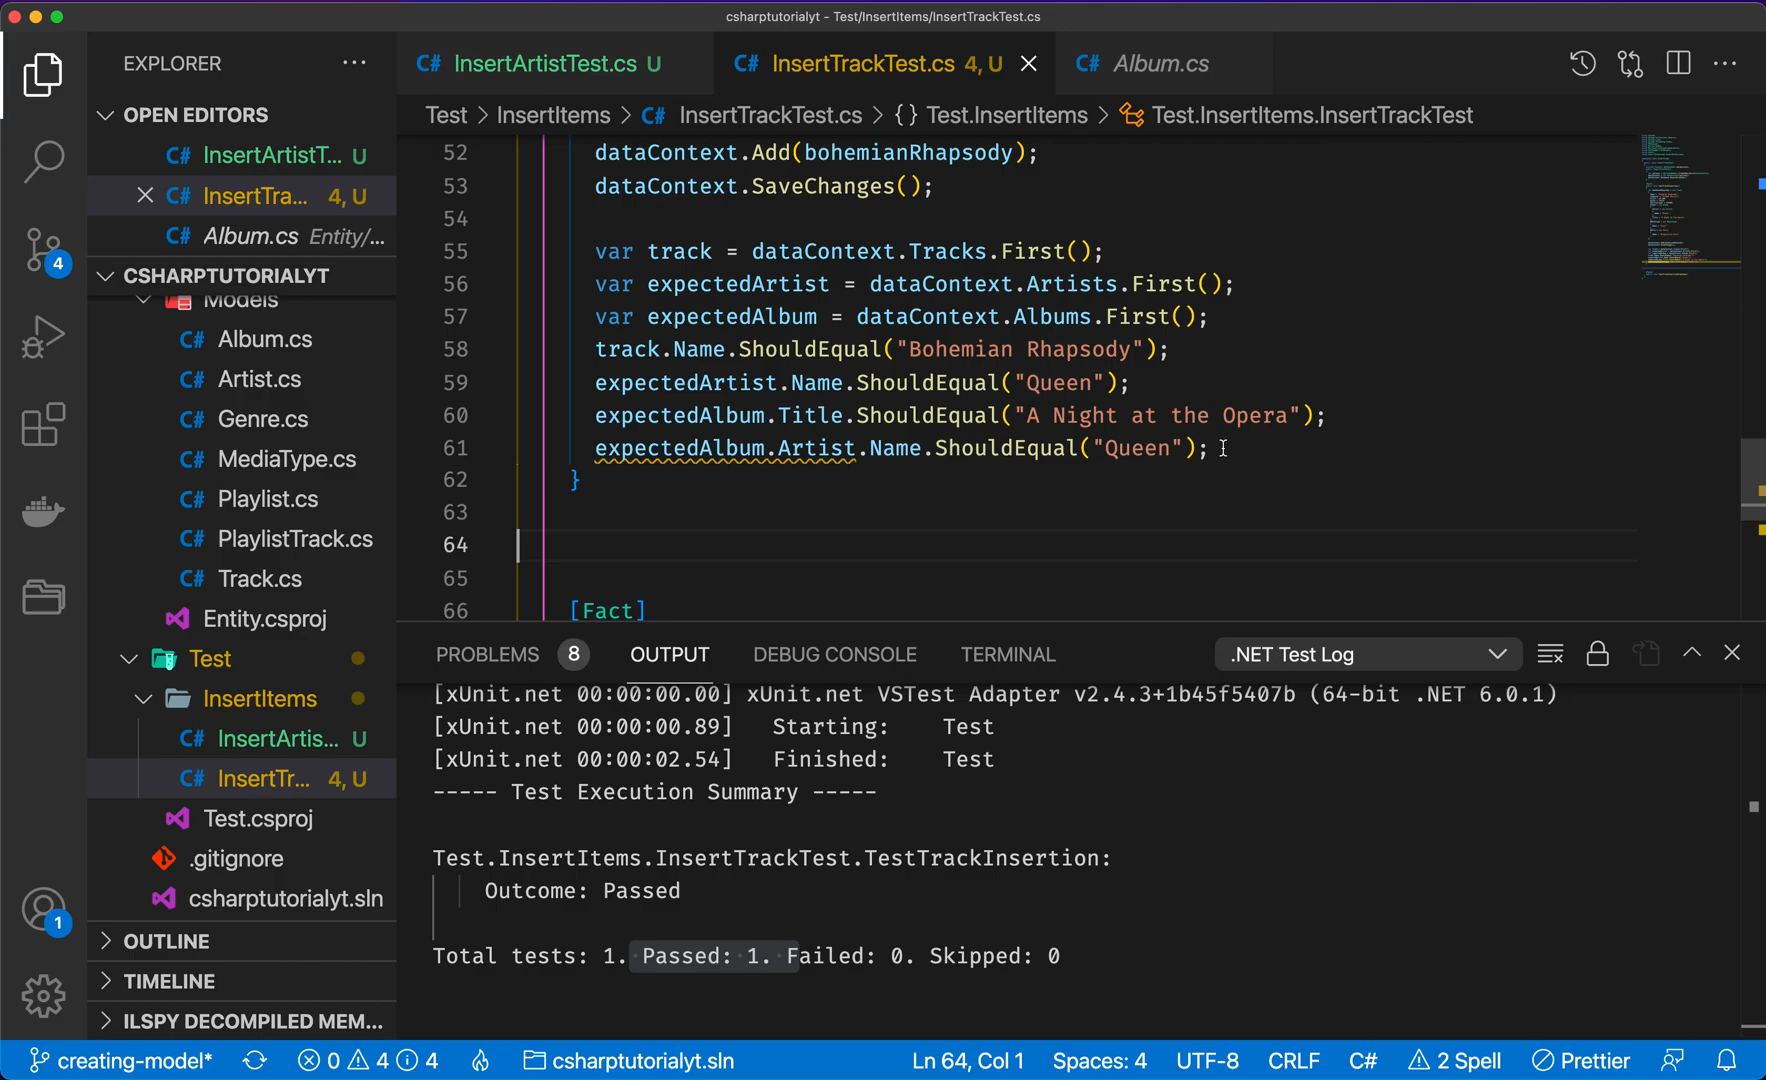 csharptutorialyt - Test/InsertItems/InsertTrackTest.cs
EXPLORER
C# InsertArtistTest.cs U
C# InsertTrackTest.cs 4, U
C# Album.cs
Test > InsertItems > C# InsertTrackTest.cs > {} Test.InsertItems > Test.InsertItems.InsertTrackTest
OPEN EDITORS
C# InsertArtistT... U
C# InsertTra... 4, U
C# Album.cs Entity/...
CSHARPTUTORIALYT
Models
C# Album.cs
C# Artist.cs
C# Genre.cs
C# MediaType.cs
C# Playlist.cs
C# PlaylistTrack.cs
C# Track.cs
Entity.csproj
Test
InsertItems
C# InsertArtis... U
C# InsertTr... 4, U
Test.csproj
.gitignore
csharptutorialyt.sln
OUTLINE
TIMELINE
ILSPY DECOMPILED MEM...
4
1
52 dataContext.Add(bohemianRhapsody);
53 dataContext.SaveChanges();
54
55 var track = dataContext.Tracks.First();
56 var expectedArtist = dataContext.Artists.First();
57 var expectedAlbum = dataContext.Albums.First();
58 track.Name.ShouldEqual("Bohemian Rhapsody");
59 expectedArtist.Name.ShouldEqual("Queen");
60 expectedAlbum.Title.ShouldEqual("A Night at the Opera");
61 expectedAlbum.Artist.Name.ShouldEqual("Queen");
62 }
63
64
65
66 [Fact]
PROBLEMS 8 OUTPUT DEBUG CONSOLE TERMINAL .NET Test Log
[xUnit.net 00:00:00.00] xUnit.net VSTest Adapter v2.4.3+1b45f5407b (64-bit .NET 6.0.1)
[xUnit.net 00:00:00.89] Starting: Test
[xUnit.net 00:00:02.54] Finished: Test
----- Test Execution Summary -----
Test.InsertItems.InsertTrackTest.TestTrackInsertion:
Outcome: Passed
Total tests: 1. Passed: 1. Failed: 0. Skipped: 0
creating-model* 0 4 4 csharptutorialyt.sln Ln 64, Col 1 Spaces: 4 UTF-8 CRLF C# 2 Spell Prettier